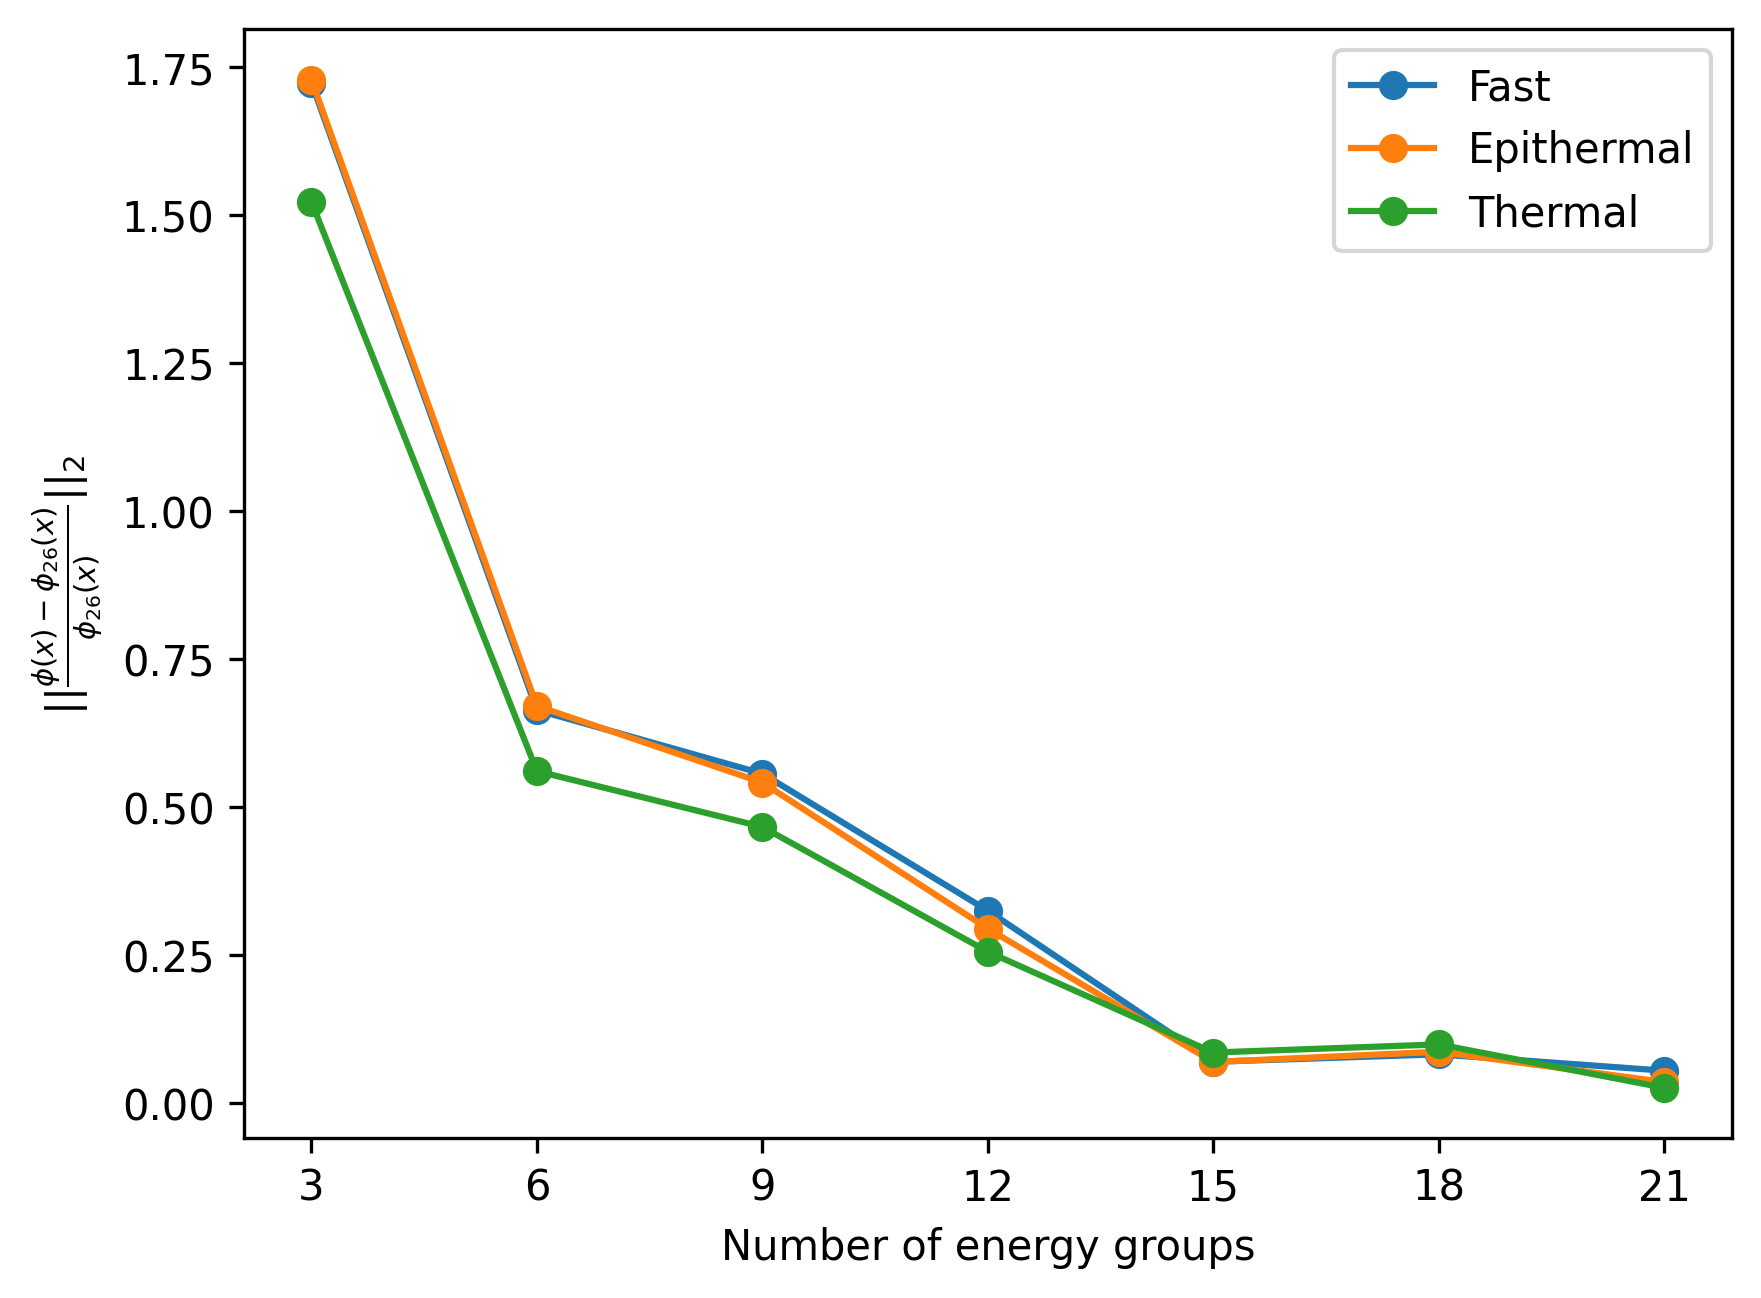 1.75
1.50
1.25
1.00
0.75
0.50
0.25
0.00
3 6 9 12 15 18 21
Number of energy groups
||\frac{ϕ(x) − ϕ₂₆(x)}{ϕ₂₆(x)}||₂
Fast
Epithermal
Thermal